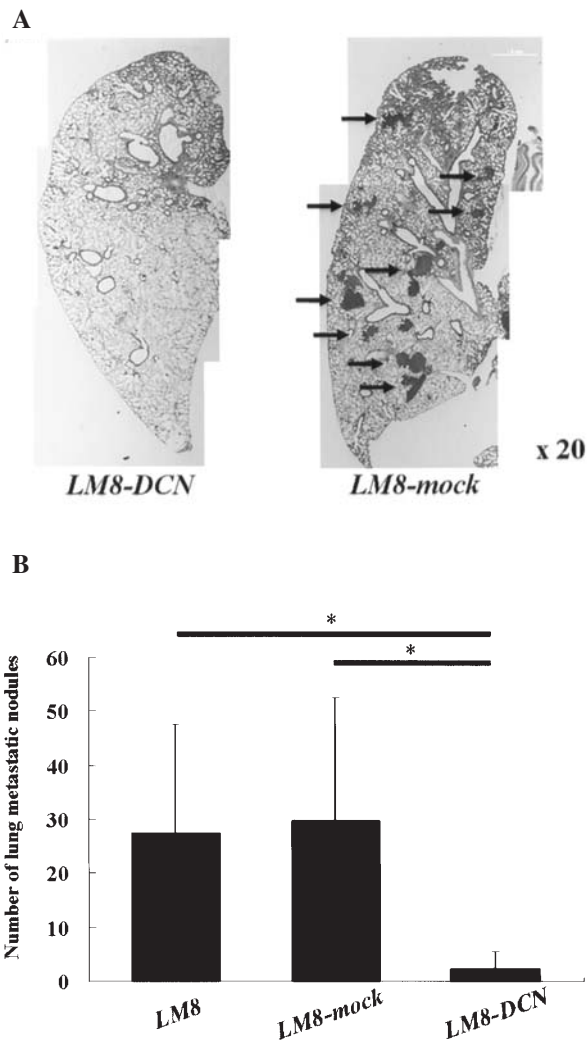 A
LM8-DCN
LM8-mock
x 20
B
Number of lung metastatic nodules
*
*
60
50
40
30
20
10
0
LM8
LM8-mock
LM8-DCN